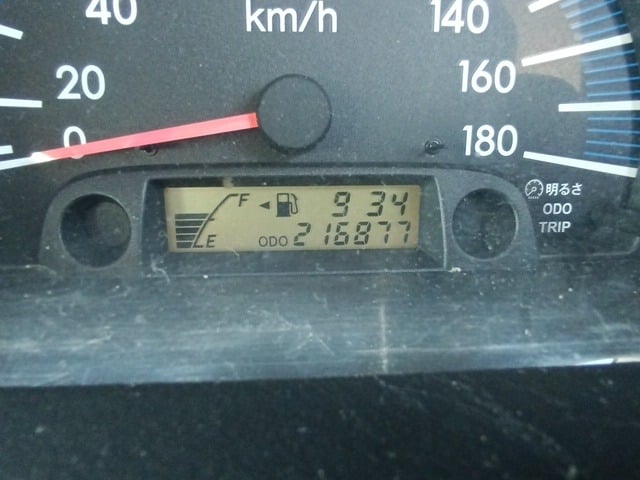 40 km/h 140
20 160
0 180
F 9 34 明るさ
E ODO 216877 ODO
TRIP